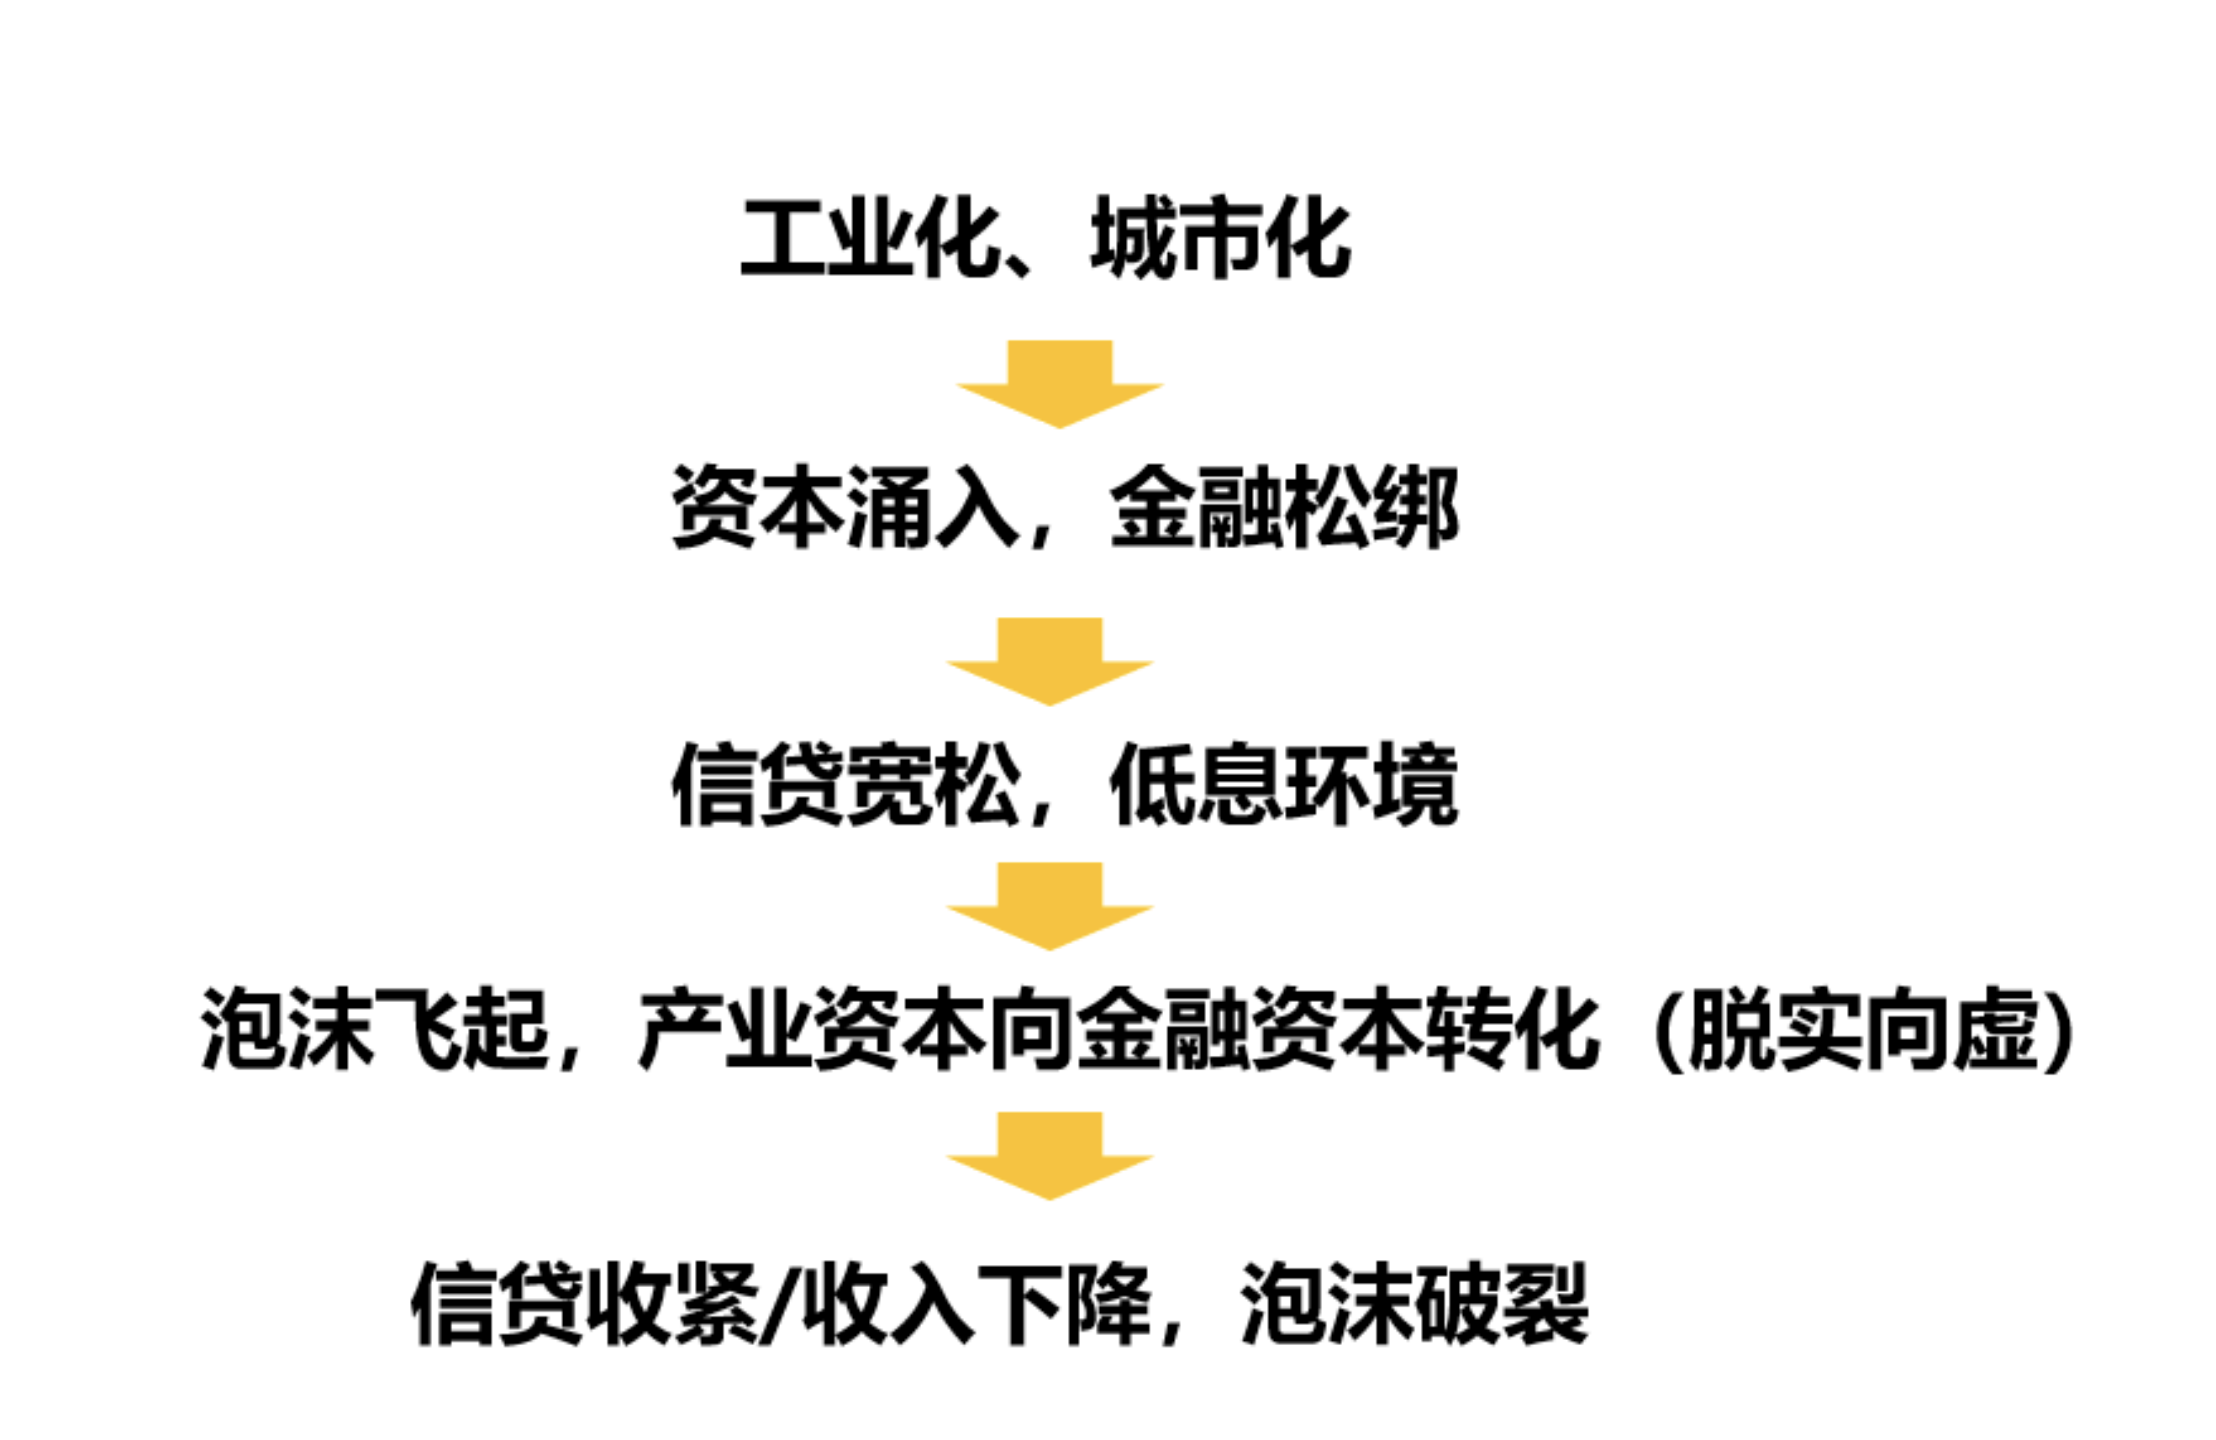 工业化、城市化
资本涌入，金融松绑
信贷宽松，低息环境
泡沫飞起，产业资本向金融资本转化（脱实向虚）
信贷收紧/收入下降，泡沫破裂